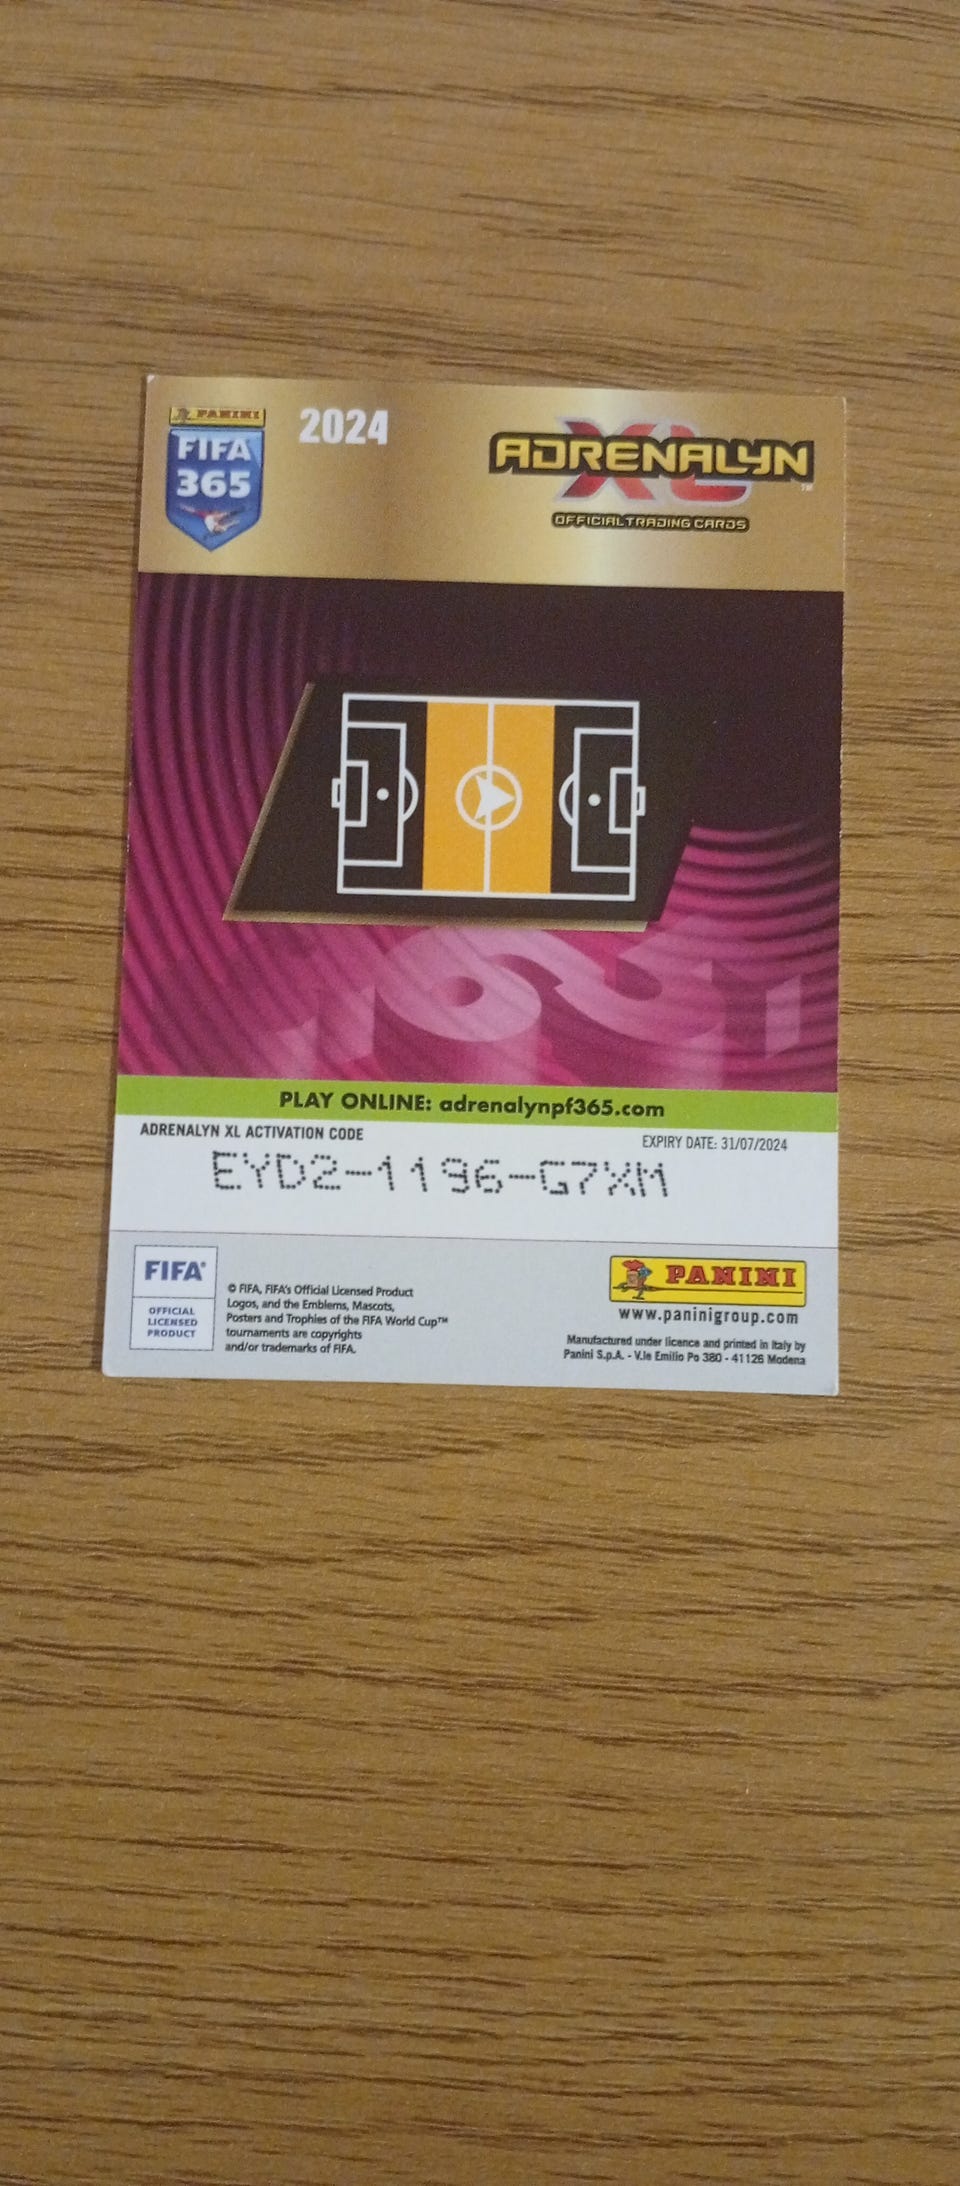 PANINI
FIFA
365
2024
ADRENALYN
XL™
OFFICIAL TRADING CARDS
PLAY ONLINE: adrenalynpf365.com
ADRENALYN XL ACTIVATION CODE
EXPIRY DATE: 31/07/2024
EYD2-1196-G7XM
FIFA®
OFFICIAL
LICENSED
PRODUCT
© FIFA, FIFA's Official Licensed Product
Logos, and the Emblems, Mascots,
Posters and Trophies of the FIFA World Cup™
tournaments are copyrights
and/or trademarks of FIFA.
PANINI
www.paninigroup.com
Manufactured under licence and printed in Italy by
Panini S.p.A. - V.le Emilio Po 380 - 41126 Modena